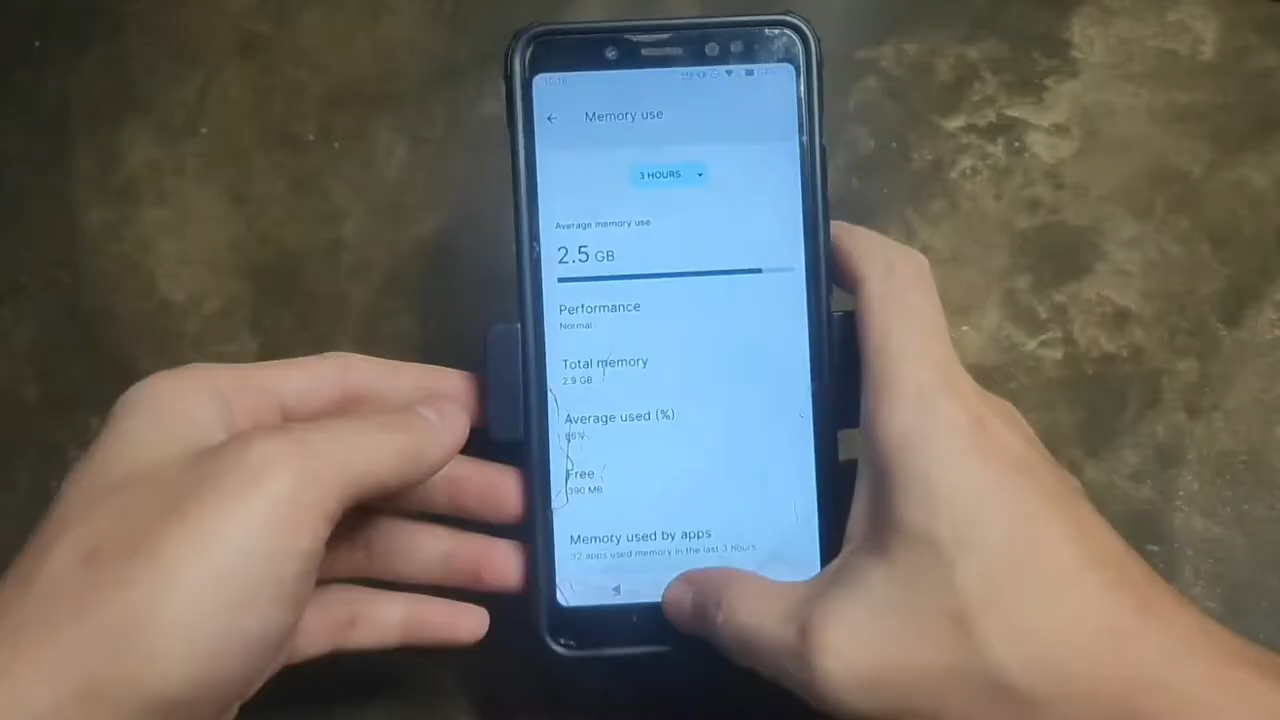 Memory use
3 HOURS
Average memory use
2.5 GB
Performance
Normal
Total memory
2.9 GB
Average used (%)
86%
Free
390 MB
Memory used by apps
32 apps used memory in the last 3 hours